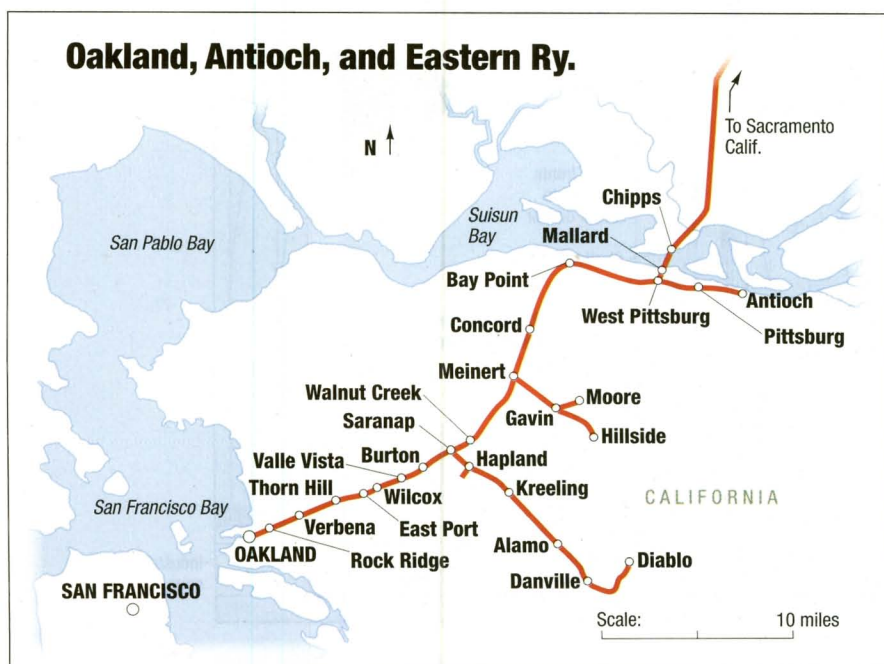 Oakland, Antioch, and Eastern Ry.
N
To Sacramento
Calif.
Chipps
Suisun
Bay
San Pablo Bay
Mallard
Bay Point
Antioch
West Pittsburg
Pittsburg
Concord
Meinert
Walnut Creek
Moore
Gavin
Saranap
Hillside
Burton
Hapland
Valle Vista
Kreeling
Thorn Hill
Wilcox
CALIFORNIA
San Francisco Bay
Verbena
East Port
OAKLAND
Rock Ridge
Alamo
Diablo
Danville
SAN FRANCISCO
Scale:
10 miles